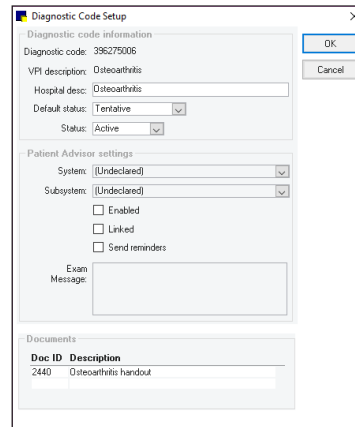 Diagnostic Code Setup
Diagnostic code information
Diagnostic code: 396275006
VPI description: Osteoarthritis
Hospital desc: Osteoarthritis
Default status: Tentative
Status: Active
OK
Cancel
Patient Advisor settings
System: (Undeclared)
Subsystem: (Undeclared)
Enabled
Linked
Send reminders
Exam
Message:
Documents
Doc ID Description
2440 Osteoarthritis handout